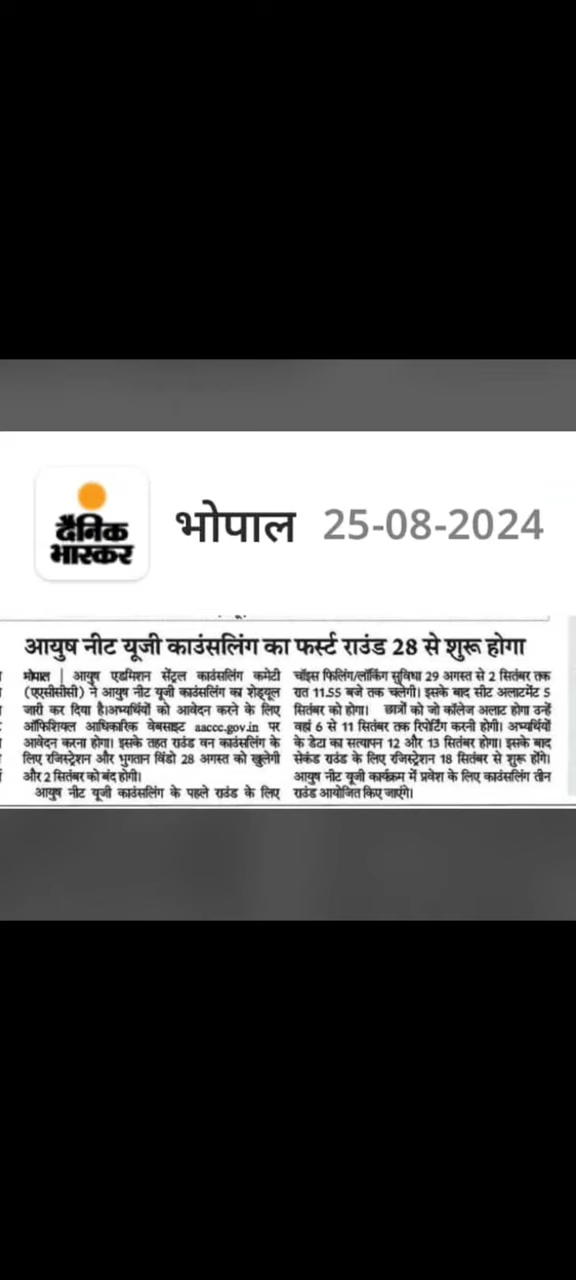 दैनिक
भास्कर
भोपाल 25-08-2024
आयुष नीट यूजी काउंसलिंग का फर्स्ट राउंड 28 से शुरू होगा
भोपाल | आयुष एडमिशन सेंट्रल काउंसलिंग कमेटी
(एएसीसीसी) ने आयुष नीट यूजी काउंसलिंग का शेड्यूल
जारी कर दिया है।अभ्यर्थियों को आवेदन करने के लिए
ऑफिशियल आधिकारिक वेबसाइट aaccc.gov.in पर
आवेदन करना होगा। इसके तहत राउंड वन काउंसलिंग के
लिए रजिस्ट्रेशन और भुगतान विंडो 28 अगस्त को खुलेगी
और 2 सितंबर को बंद होगी।
आयुष नीट यूजी काउंसलिंग के पहले राउंड के लिए
चॉइस फिलिंग/लॉकिंग सुविधा 29 अगस्त से 2 सितंबर तक
रात 11.55 बजे तक चलेगी। इसके बाद सीट अलाटमेंट 5
सितंबर को होगा। छात्रों को जो कॉलेज अलाट होगा उन्हें
वहां 6 से 11 सितंबर तक रिपोर्टिंग करनी होगी। अभ्यर्थियों
के डेटा का सत्यापन 12 और 13 सितंबर होगा। इसके बाद
सेकंड राउंड के लिए रजिस्ट्रेशन 18 सितंबर से शुरू होंगे।
आयुष नीट यूजी कार्यक्रम में प्रवेश के लिए काउंसलिंग तीन
राउंड आयोजित किए जाएंगे।